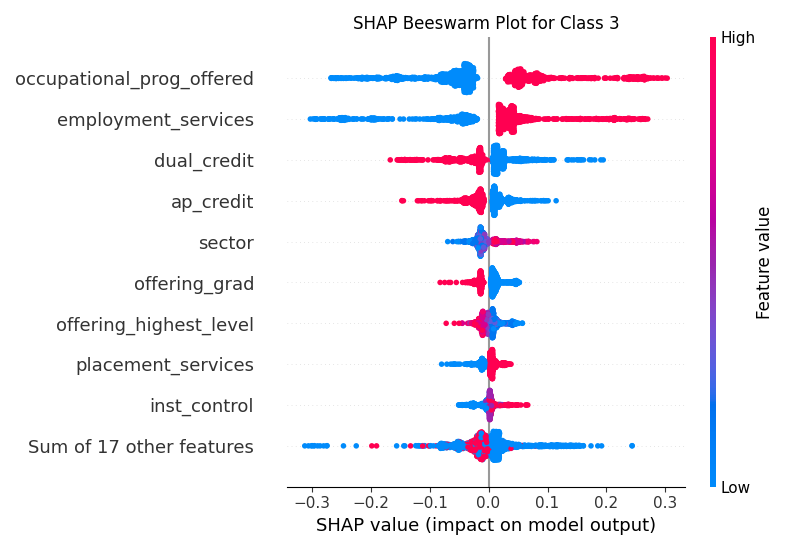 SHAP Beeswarm Plot for Class 3
High
occupational_prog_offered
employment_services
dual_credit
ap_credit
sector
offering_grad
offering_highest_level
placement_services
inst_control
Sum of 17 other features
Feature value
Low
−0.3 −0.2 −0.1 0.0 0.1 0.2 0.3
SHAP value (impact on model output)